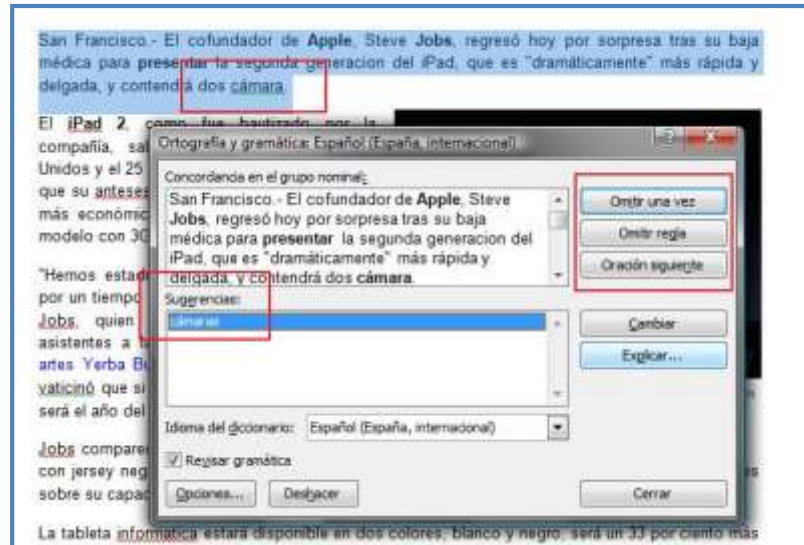 San Francisco.- El cofundador de Apple, Steve Jobs, regresó hoy por sorpresa tras su baja
médica para presentar la segunda generacion del iPad, que es "dramáticamente" más rápida y
delgada, y contendrá dos cámara.
El iPad 2, como fue bautizado por la
compañía, sal
Unidos y el 25
que su anteses
más económic
modelo con 3G
"Hemos estad
por un tiempo
Jobs, quien
asistentes a l
artes Yerba B
vaticinó que si
será el año del
Jobs compare
con jersey neg
sobre su capac
La tableta informática estará disponible en dos colores, blanco y negro, será un 33 por ciento más
Ortografía y gramática: Español (España, internacional)
Concordancia en el grupo nominal:
San Francisco.- El cofundador de Apple, Steve
Jobs, regresó hoy por sorpresa tras su baja
médica para presentar la segunda generacion del
iPad, que es "dramáticamente" más rápida y
delgada, y contendrá dos cámara.
Sugerencias:
cámaras
Idioma del diccionario: Español (España, internacional)
Revisar gramática
Opciones... Deshacer
Omitir una vez
Omitir regla
Oración siguiente
Cambiar
Explicar...
Cerrar